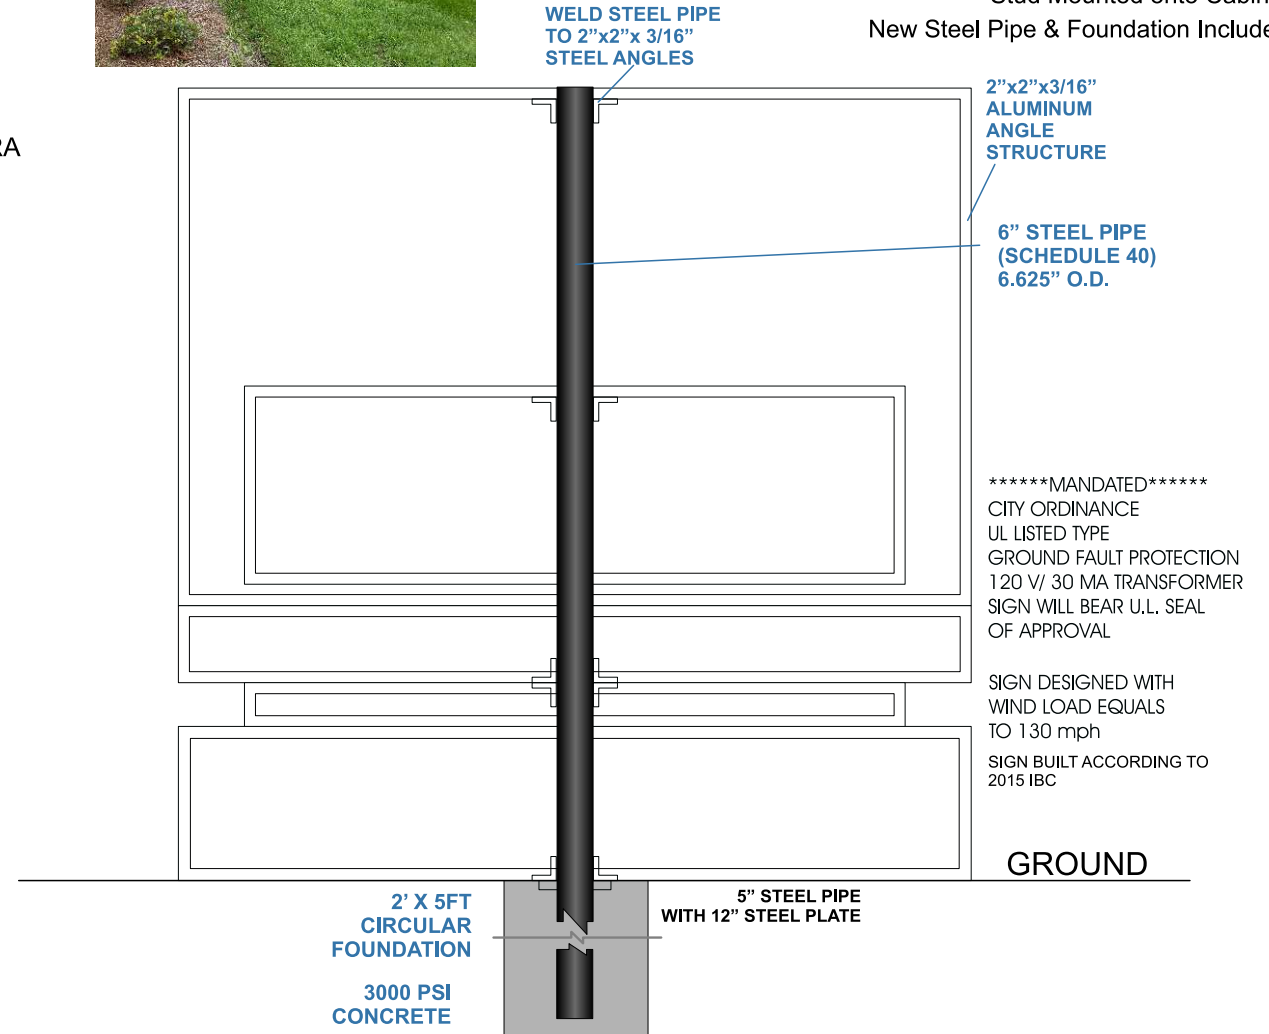 Stud Mounted onto
New Steel Pipe & Foundation
WELD STEEL PIPE
TO 2”x2”x 3/16”
STEEL ANGLES
2”x2”x3/16”
ALUMINUM
ANGLE
STRUCTURE
RA
6” STEEL PIPE
(SCHEDULE 40)
6.625” O.D.
******MANDATED******
CITY ORDINANCE
UL LISTED TYPE
GROUND FAULT PROTECTION
120 V/ 30 MA TRANSFORMER
SIGN WILL BEAR U.L. SEAL
OF APPROVAL
SIGN DESIGNED WITH
WIND LOAD EQUALS
TO 130 mph
SIGN BUILT ACCORDING TO
2015 IBC
GROUND
2’ X 5FT
CIRCULAR
FOUNDATION
3000 PSI
CONCRETE
5” STEEL PIPE
WITH 12” STEEL PLATE